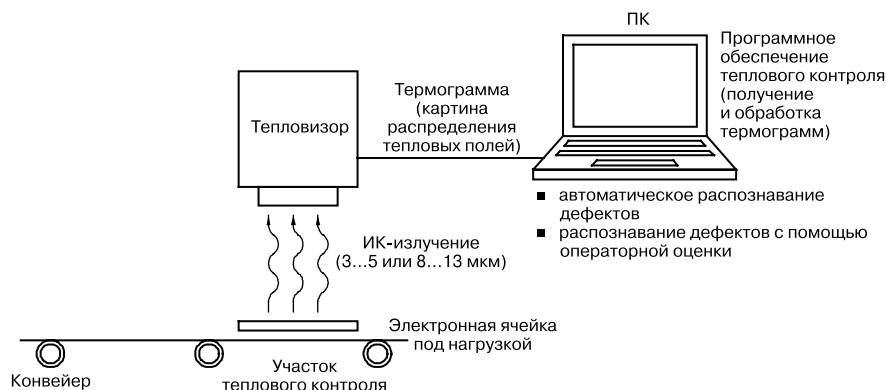 ПК
Программное
обеспечение
теплового контроля
(получение
и обработка
термограмм)
Термограмма
(картина
распределения
тепловых полей)
Тепловизор
автоматическое распознавание
дефектов
распознавание дефектов с помощью
операторной оценки
ИК-излучение
(3...5 или 8...13 мкм)
Электронная ячейка
под нагрузкой
Участок
теплового контроля
Конвейер